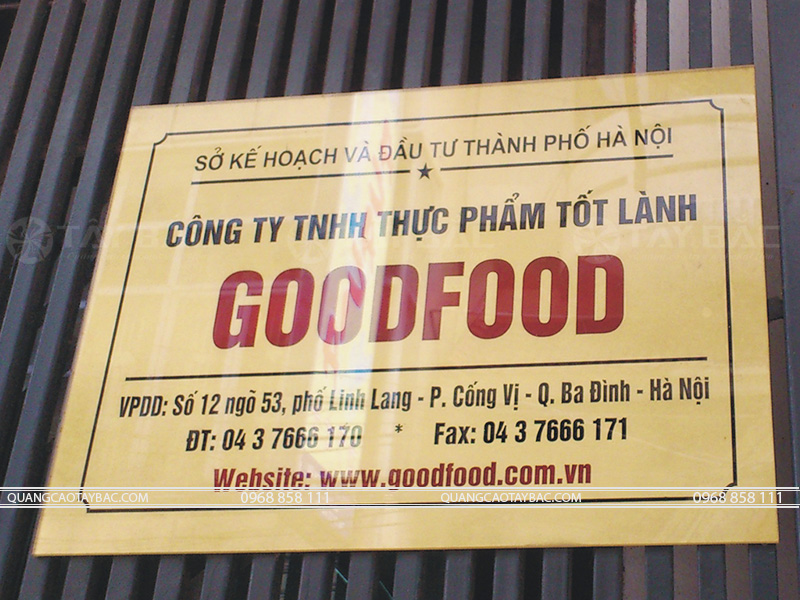 SỞ KẾ HOẠCH VÀ ĐẦU TƯ THÀNH PHỐ HÀ NỘI
CÔNG TY TNHH THỰC PHẨM TỐT LÀNH
TÂY BẮC
GOODFOOD
VPDD: Số 12 ngõ 53, phố Linh Lang - P. Cống Vị - Q. Ba Đình - Hà Nội
ĐT: 04 3 7666 170 * Fax: 04 3 7666 171
Website: www.goodfood.com.vn
QUANGCAOTAYBAC.COM 0968 858 111 QUANGCAOTAYBAC.COM 0968 858 111